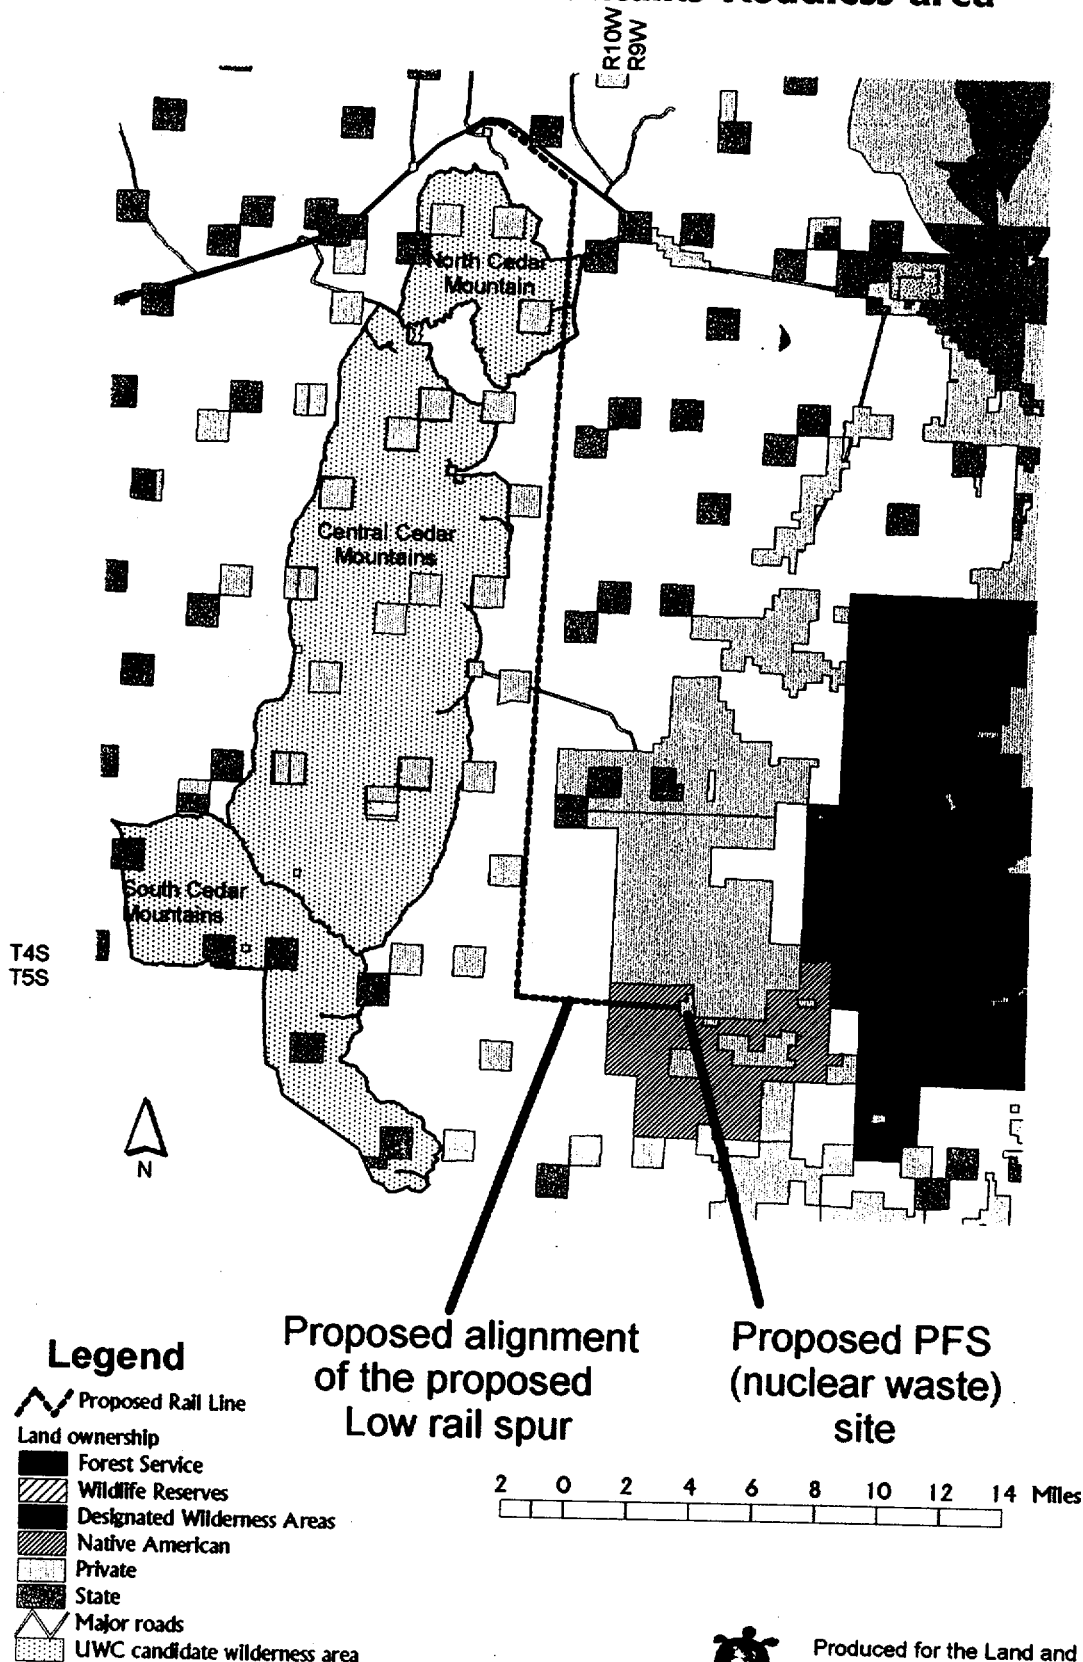 Roadless area
R10W
R9W
North Cedar
Mountain
Central Cedar
Mountains
South Cedar
Mountains
T4S
T5S
N
Proposed alignment
of the proposed
Low rail spur
Proposed PFS
(nuclear waste)
site
Legend
Proposed Rail Line
Land ownership
Forest Service
Wildlife Reserves
Designated Wilderness Areas
Native American
Private
State
Major roads
UWC candidate wilderness area
2 0 2 4 6 8 10 12 14 Miles
Produced for the Land and